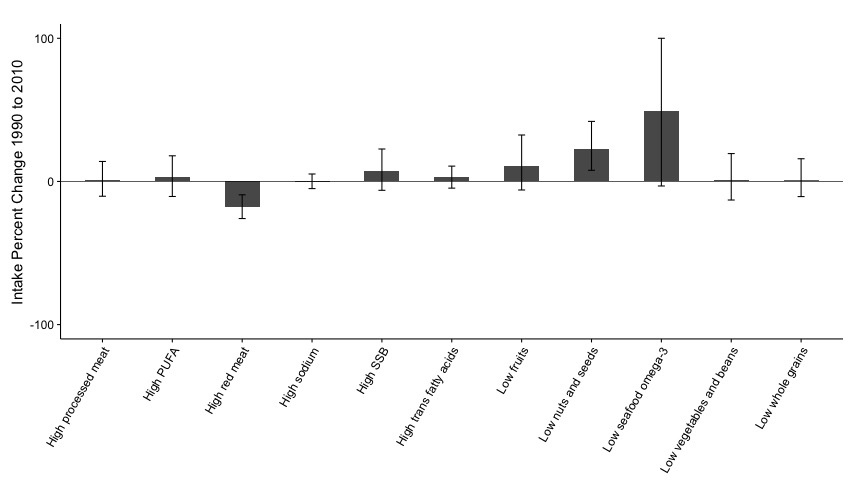 Intake Percent Change 1990 to 2010
100
0
-100
High processed meat
High PUFA
High red meat
High sodium
High SSB
High trans fatty acids
Low fruits
Low nuts and seeds
Low seafood omega-3
Low vegetables and beans
Low whole grains